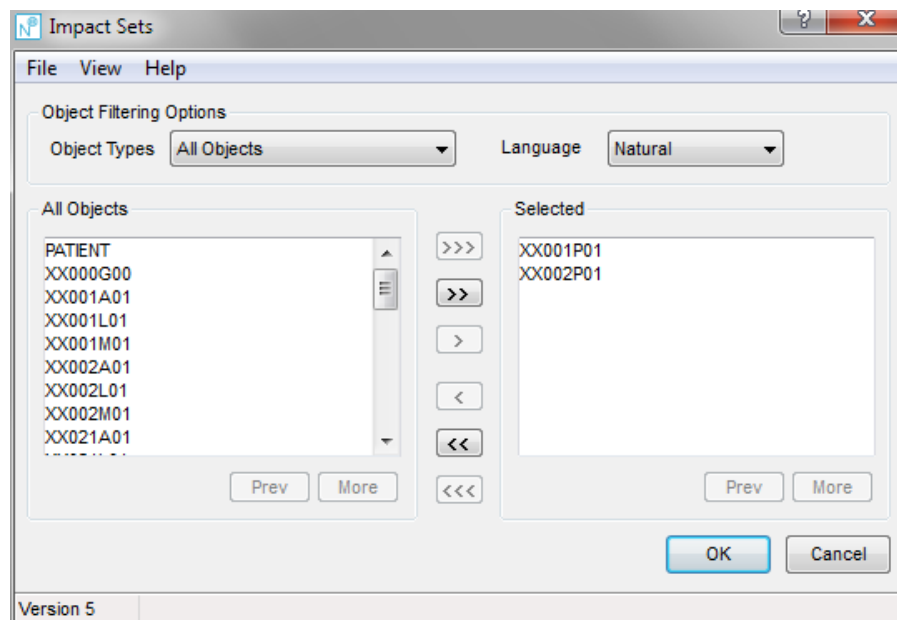 Impact Sets
File View Help
Object Filtering Options
Object Types All Objects Language Natural
All Objects
PATIENT
XX000G00
XX001A01
XX001L01
XX001M01
XX002A01
XX002L01
XX002M01
XX021A01
Prev More
>>>
>>
>
<
<<
<<<
Selected
XX001P01
XX002P01
Prev More
OK Cancel
Version 5